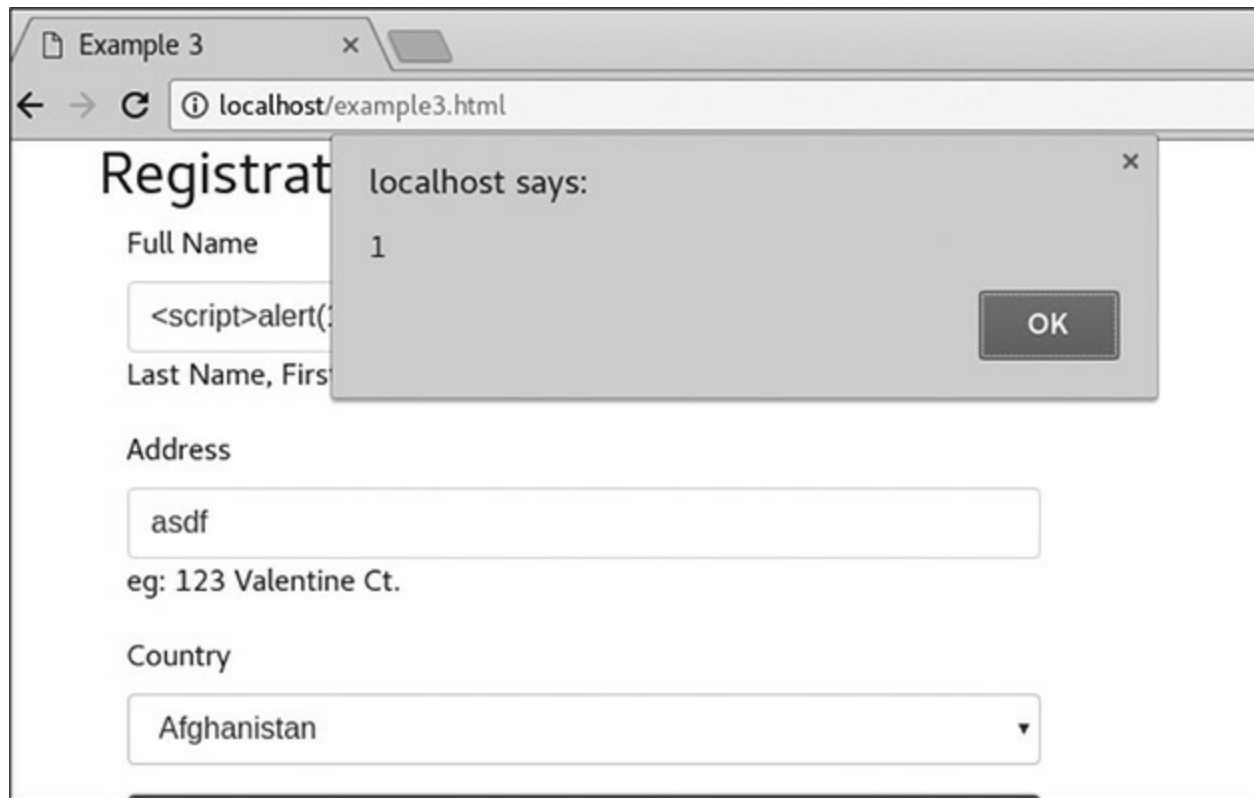 Example 3
localhost/example3.html
Registrat
localhost says:
1
OK
Full Name
<script>alert(
Last Name, Firs
Address
asdf
eg: 123 Valentine Ct.
Country
Afghanistan